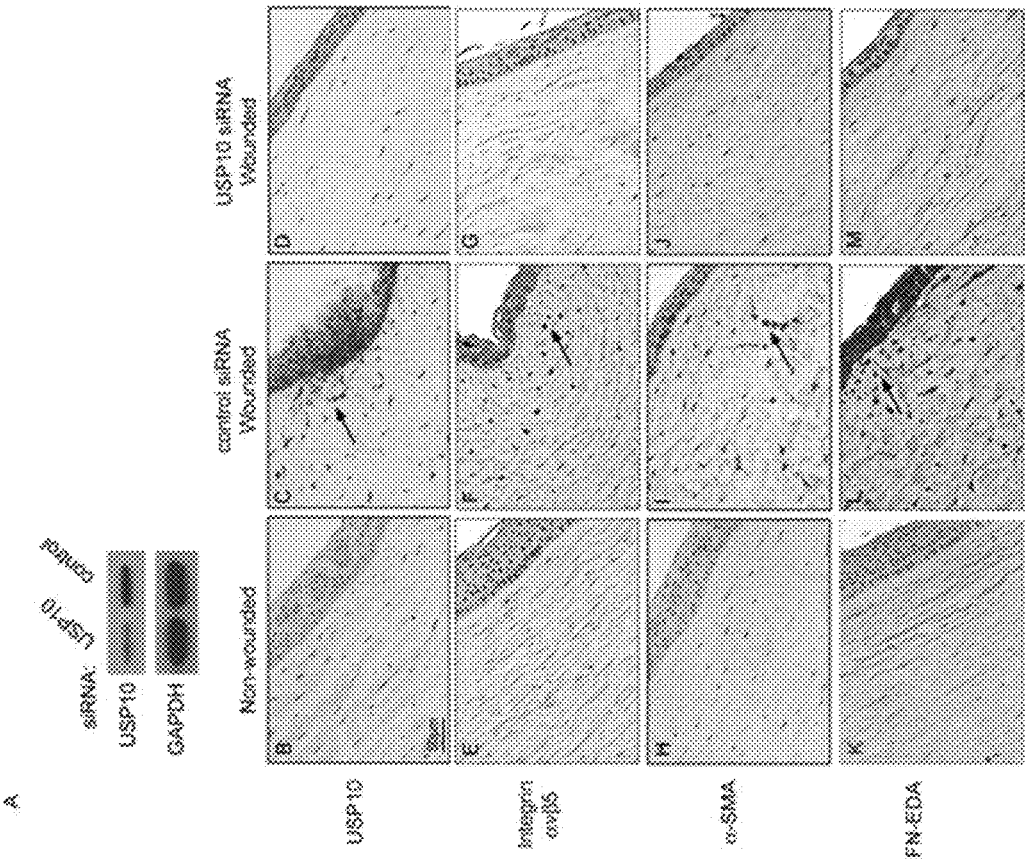 A
siRNA:
USP10
control
USP10
GAPDH
Non-wounded
control siRNA
Wounded
USP10 siRNA
Wounded
USP10
B
C
D
Integrin
αvβ5
E
F
G
α-SMA
H
I
J
FN-EDA
K
L
M